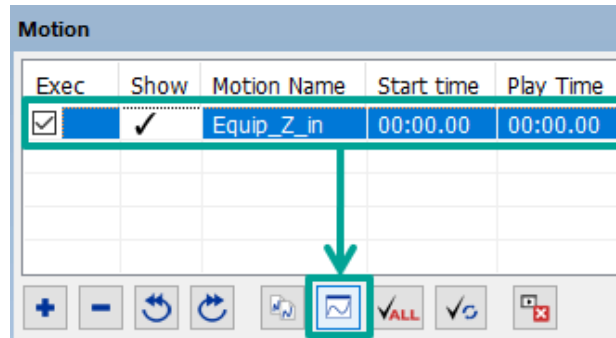 Motion
Exec Show Motion Name Start time Play Time
Equip_Z_in 00:00.00 00:00.00
ALL